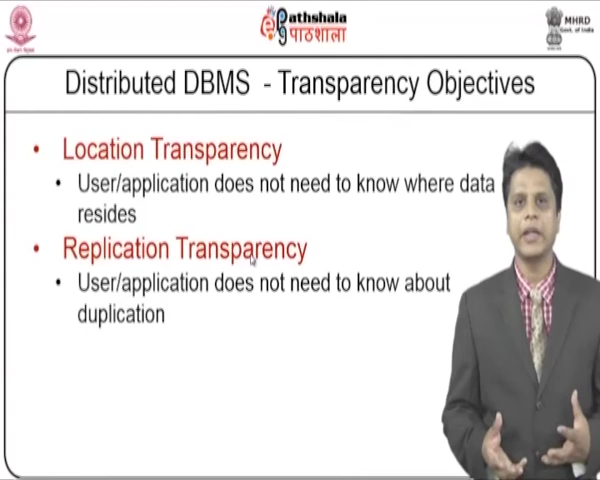 Pathshala
पाठशाला
MHRD
Govt. of India
Distributed DBMS - Transparency Objectives
• Location Transparency
• User/application does not need to know where data
resides
• Replication Transparency
• User/application does not need to know about
duplication